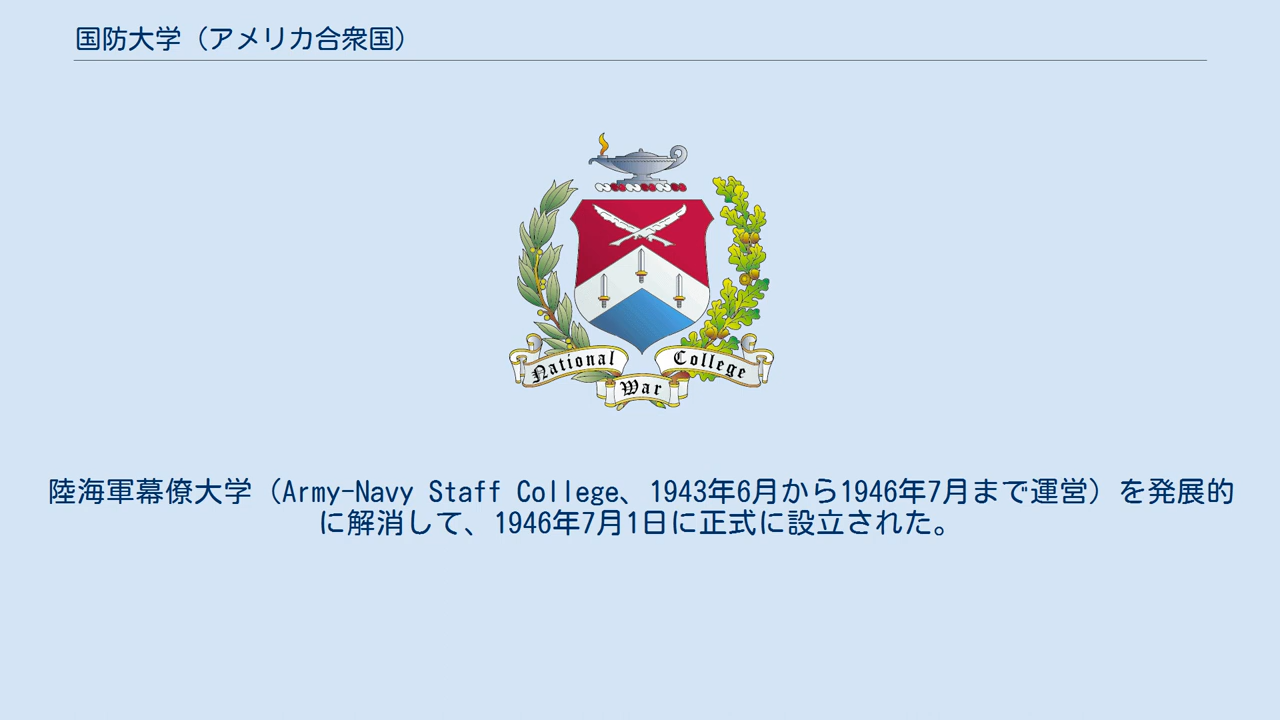 国防大学（アメリカ合衆国）
National
War
College
陸海軍幕僚大学（Army-Navy Staff College、1943年6月から1946年7月まで運営）を発展的
に解消して、1946年7月1日に正式に設立された。